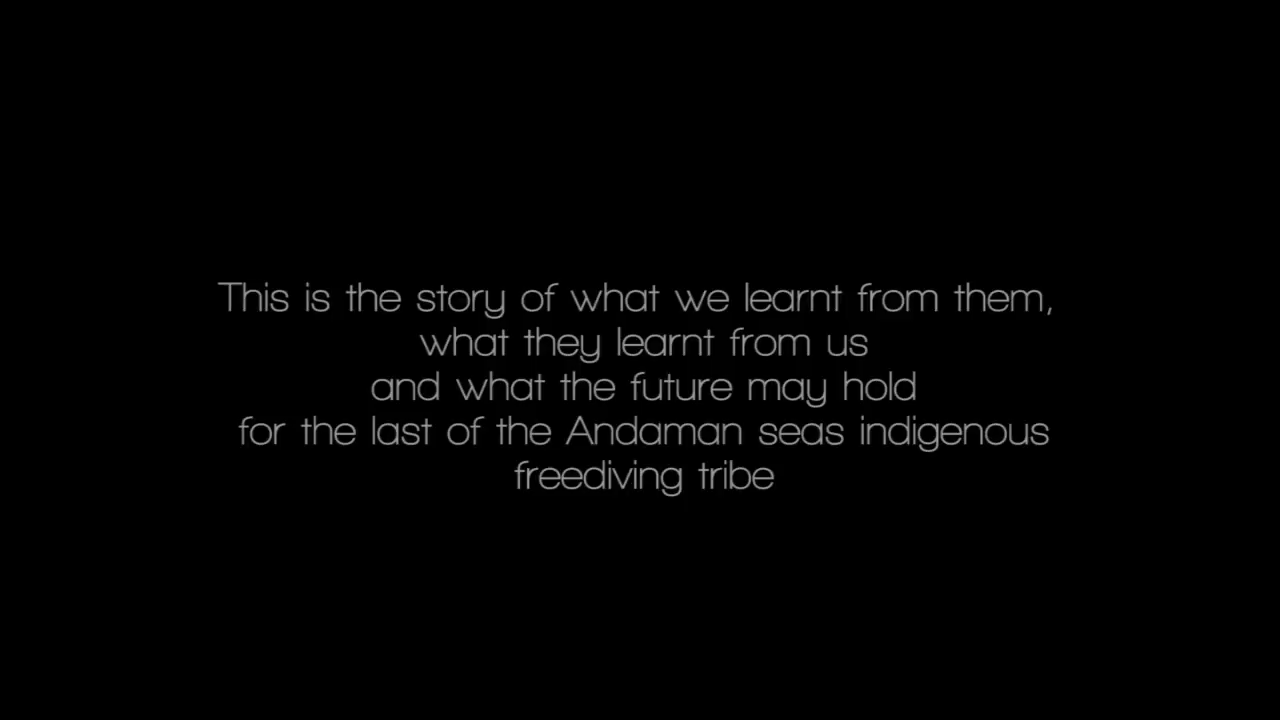 This is the story of what we learnt from them,
what they learnt from us
and what the future may hold
for the last of the Andaman seas indigenous
freediving tribe